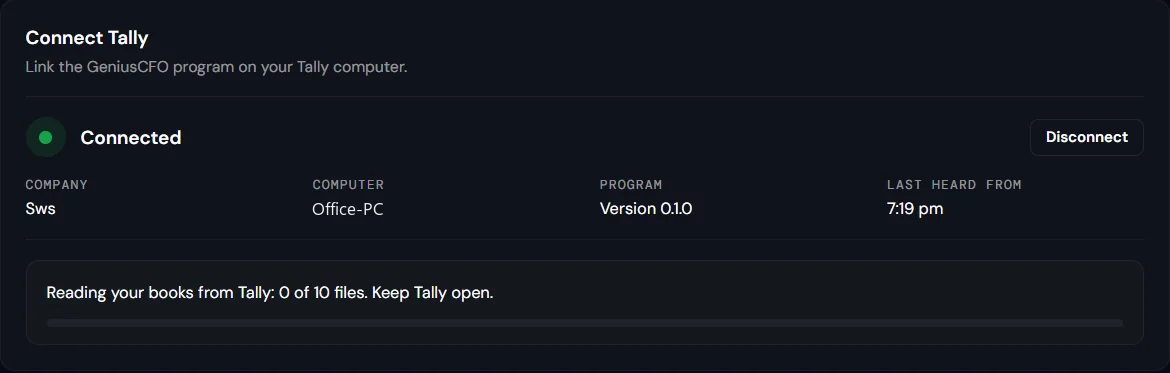 Connect Tally
Link the GeniusCFO program on your Tally computer.
Connected
Disconnect
COMPANY COMPUTER PROGRAM LAST HEARD FROM
Sws Office-PC Version 0.1.0 7:19 pm
Reading your books from Tally: 0 of 10 files. Keep Tally open.